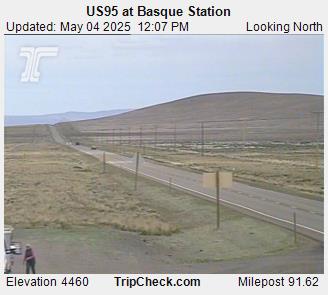 US95 at Basque Station
Updated: May 04 2025 12:07 PM Looking North
Elevation 4460 TripCheck.com Milepost 91.62